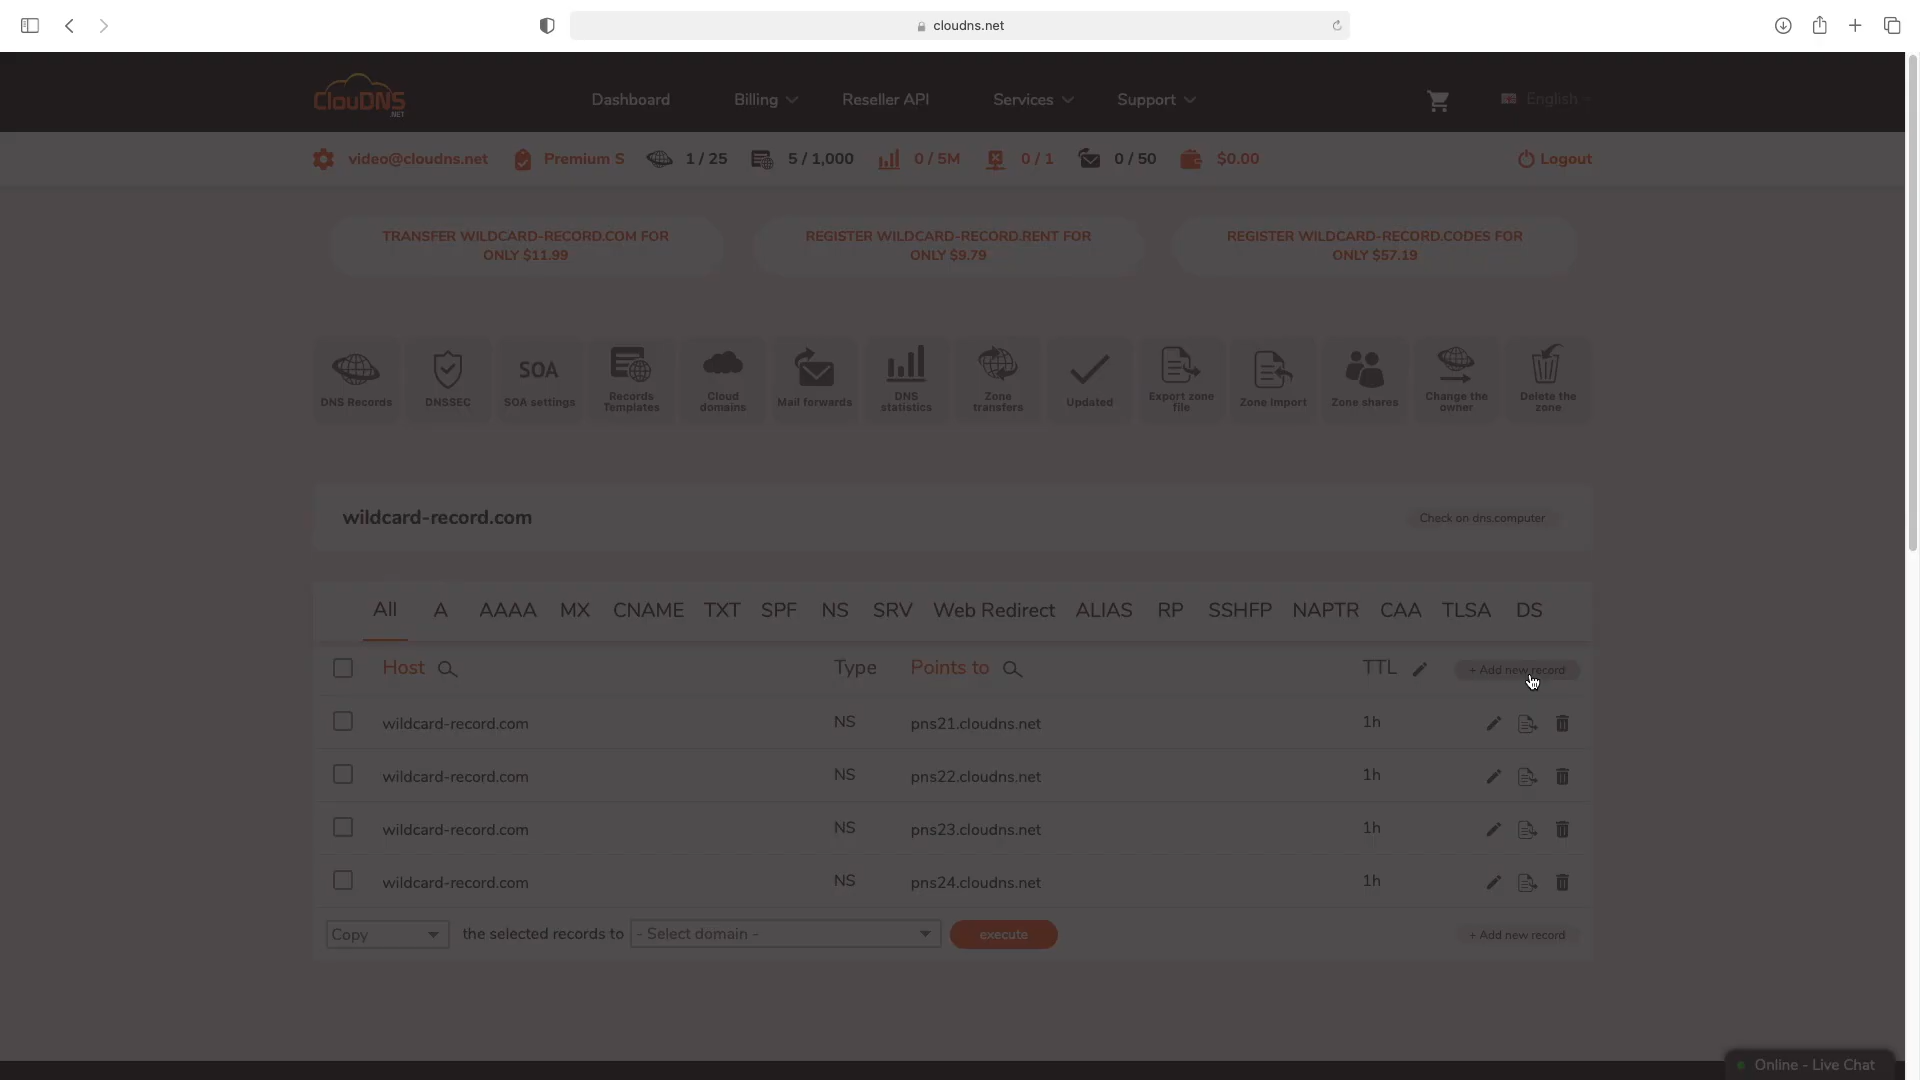 cloudns.net
ClouDNS
.NET
Dashboard Billing Reseller API Services Support English
video@cloudns.net Premium S 1 / 25 5 / 1,000 0 / 5M 0 / 1 0 / 50 $0.00 Logout
TRANSFER WILDCARD-RECORD.COM FOR
ONLY $11.99
REGISTER WILDCARD-RECORD.RENT FOR
ONLY $9.79
REGISTER WILDCARD-RECORD.CODES FOR
ONLY $57.19
SOA
DNS Records
DNSSEC
SOA settings
Records
Templates
Cloud
domains
Mail forwards
DNS
statistics
Zone
transfers
Updated
Export zone
file
Zone import
Zone shares
Change the
owner
Delete the
zone
wildcard-record.com Check on dns.computer
All A AAAA MX CNAME TXT SPF NS SRV Web Redirect ALIAS RP SSHFP NAPTR CAA TLSA DS
Host Type Points to TTL + Add new record
wildcard-record.com NS pns21.cloudns.net 1h
wildcard-record.com NS pns22.cloudns.net 1h
wildcard-record.com NS pns23.cloudns.net 1h
wildcard-record.com NS pns24.cloudns.net 1h
Copy the selected records to - Select domain - execute + Add new record
Online - Live Chat